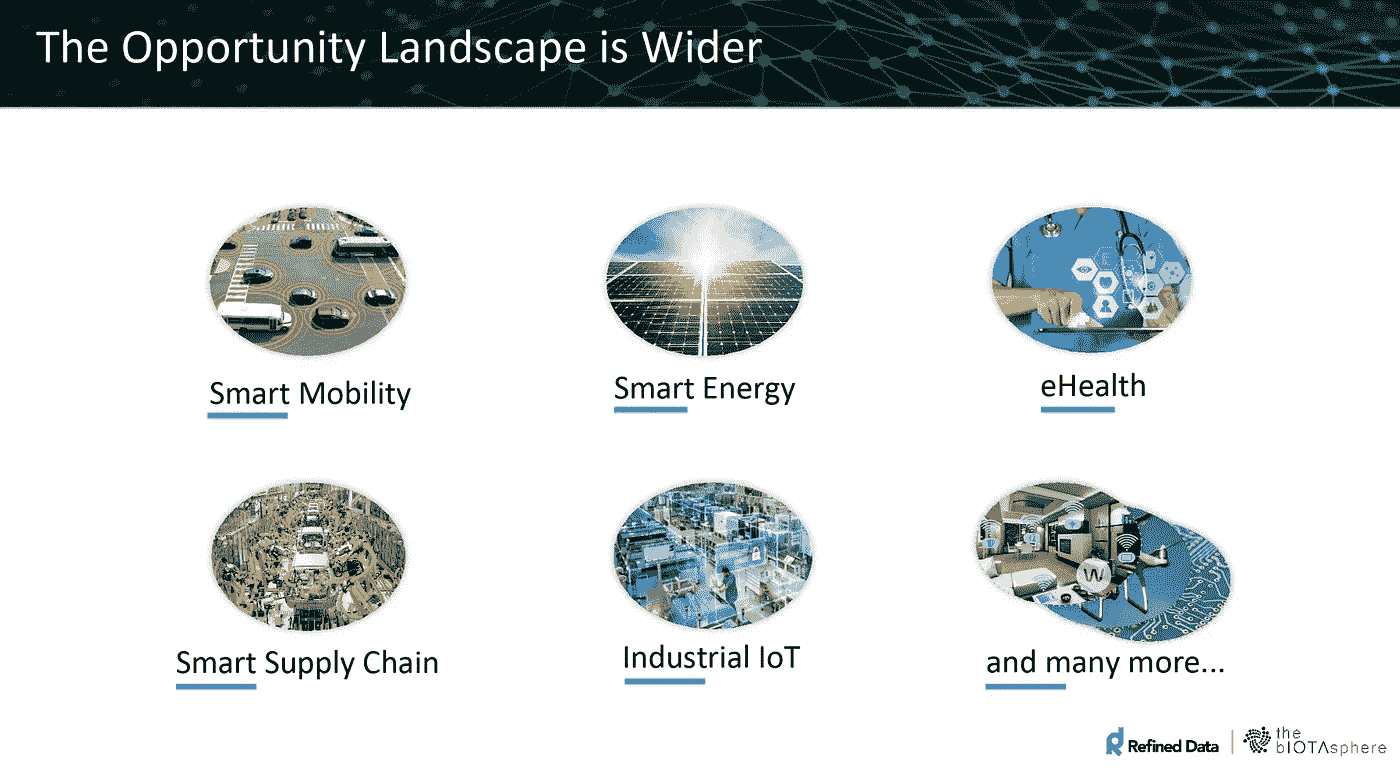 The Opportunity Landscape is Wider
Smart Mobility
Smart Energy
eHealth
Smart Supply Chain
Industrial IoT
W
and many more...
Refined Data
the
bIOTAsphere